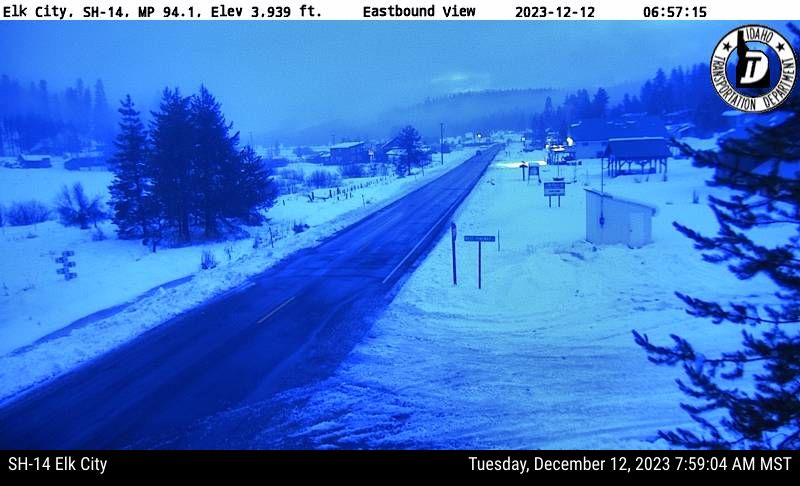 Elk City, SH-14, MP 94.1, Elev 3,939 ft. Eastbound View 2023-12-12 06:57:15
IDAHO
TRANSPORTATION DEPARTMENT
SH-14 Elk City Tuesday, December 12, 2023 7:59:04 AM MST